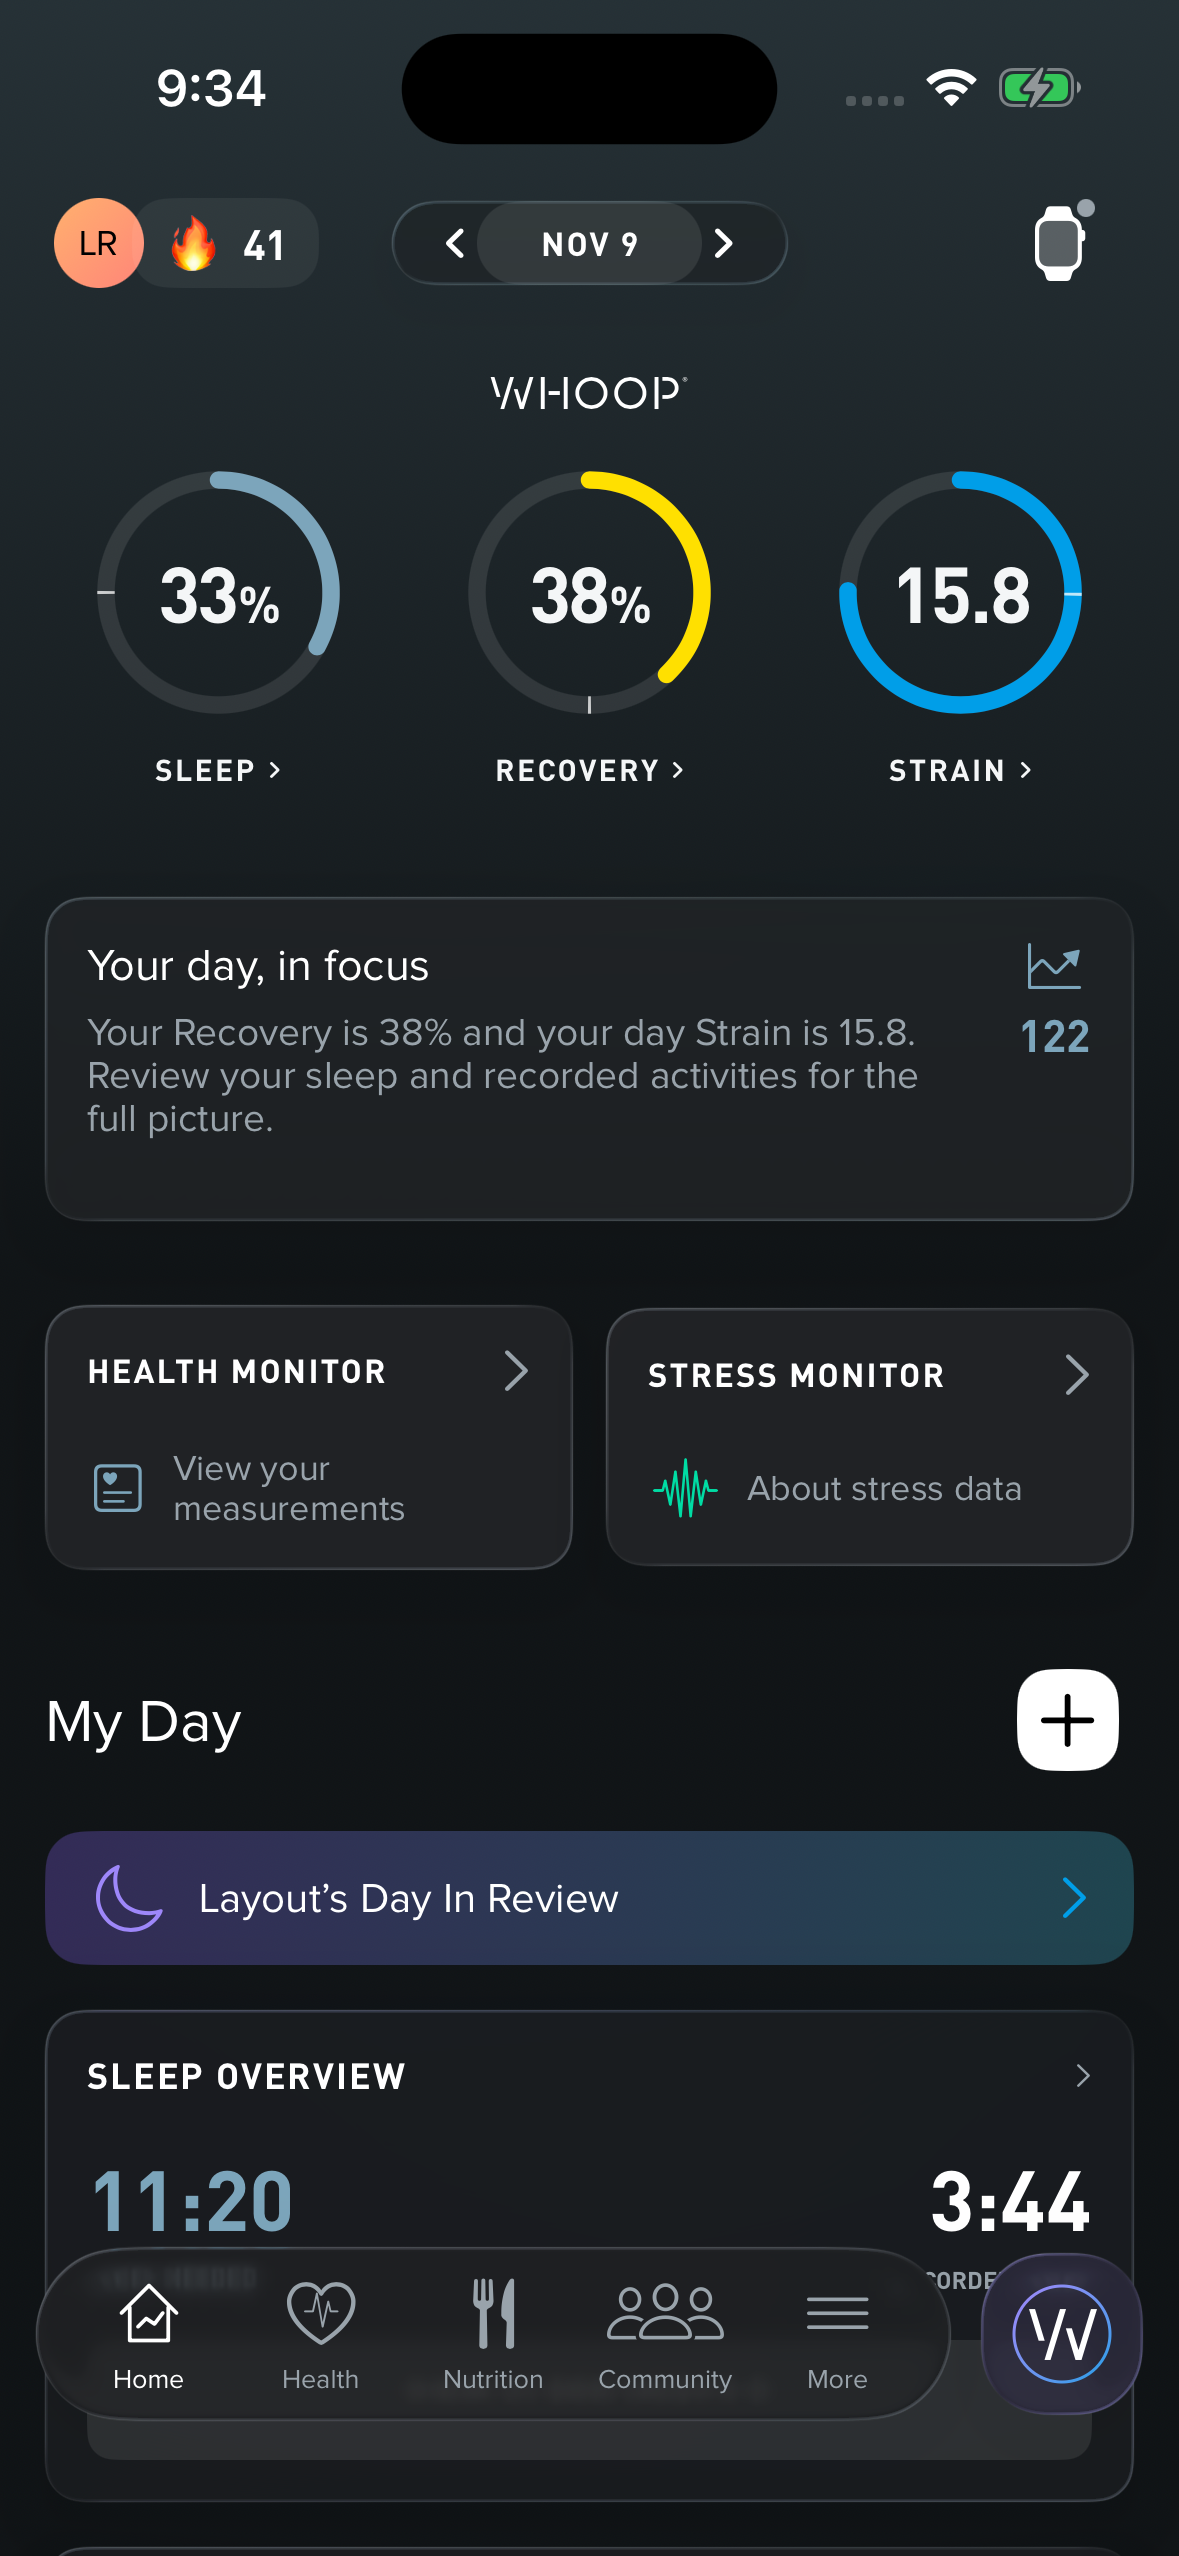 9:34
LR 🔥 41
NOV 9
WHOOP®
33%
38%
15.8
SLEEP
RECOVERY
STRAIN
Your day, in focus
Your Recovery is 38% and your day Strain is 15.8.
Review your sleep and recorded activities for the
full picture.
122
HEALTH MONITOR
View your
measurements
STRESS MONITOR
About stress data
My Day
Layout’s Day In Review
SLEEP OVERVIEW
11:20
3:44
NEEDED
Home
Health
Nutrition
Community
More
W